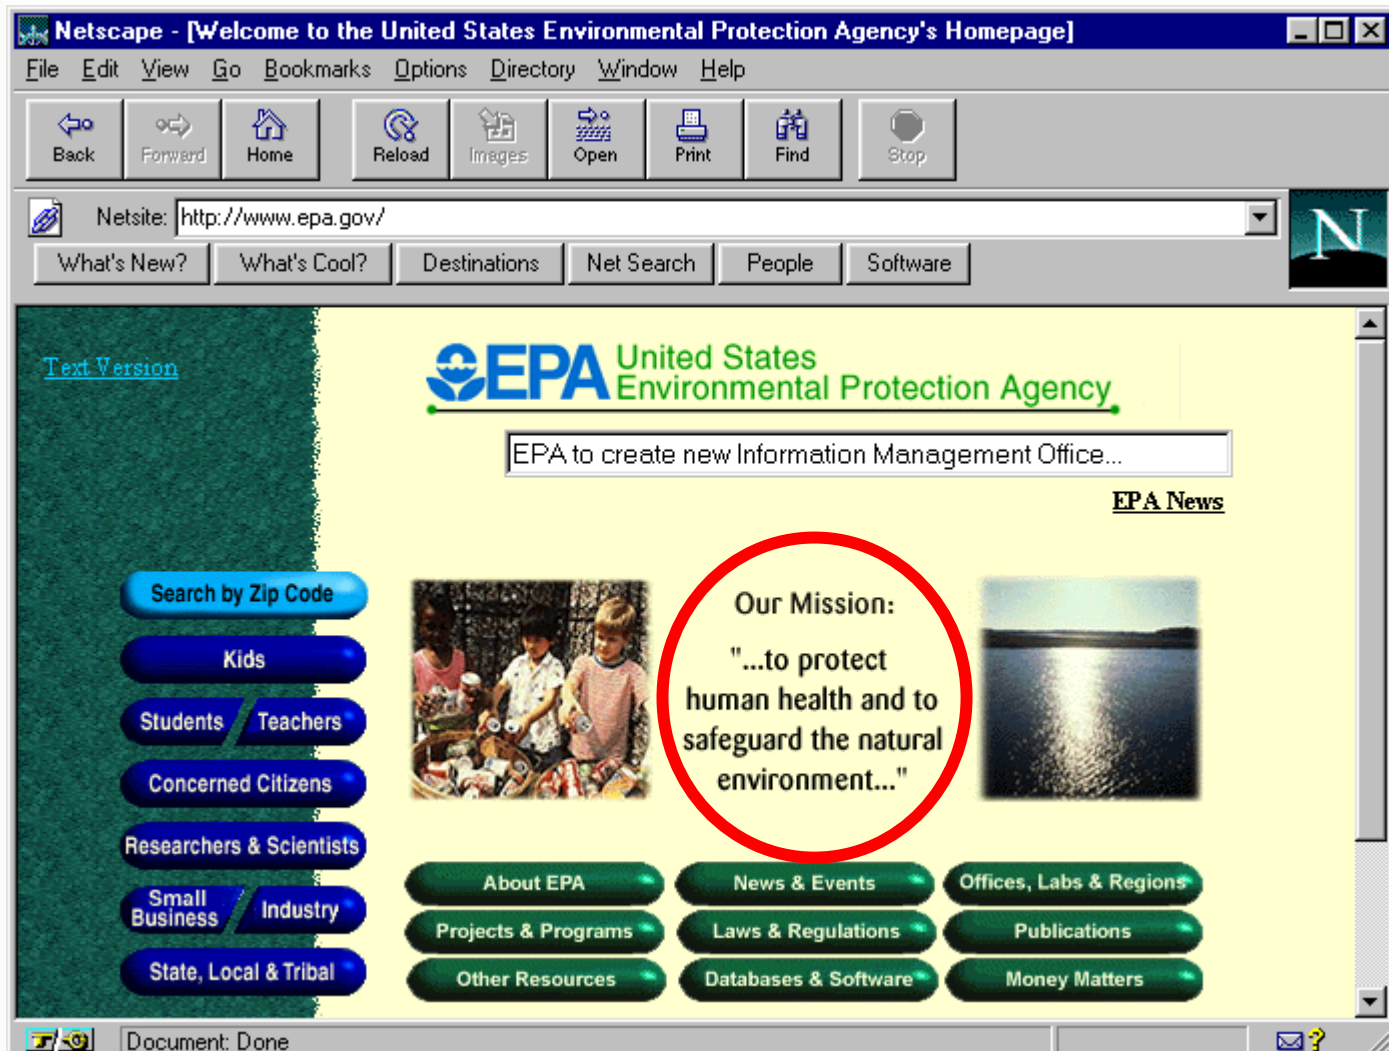 Netscape - [Welcome to the United States Environmental Protection Agency's Homepage]
File Edit View Go Bookmarks Options Directory Window Help
Back Forward Home Reload Images Open Print Find Stop
Netsite: http://www.epa.gov/
N
What's New? What's Cool? Destinations Net Search People Software
Text Version
EPA United States
Environmental Protection Agency
EPA to create new Information Management Office...
EPA News
Search by Zip Code
Kids
Students / Teachers
Concerned Citizens
Researchers & Scientists
Small Business / Industry
State, Local & Tribal
Our Mission:
"...to protect
human health and to
safeguard the natural
environment..."
About EPA News & Events Offices, Labs & Regions
Projects & Programs Laws & Regulations Publications
Other Resources Databases & Software Money Matters
Document: Done